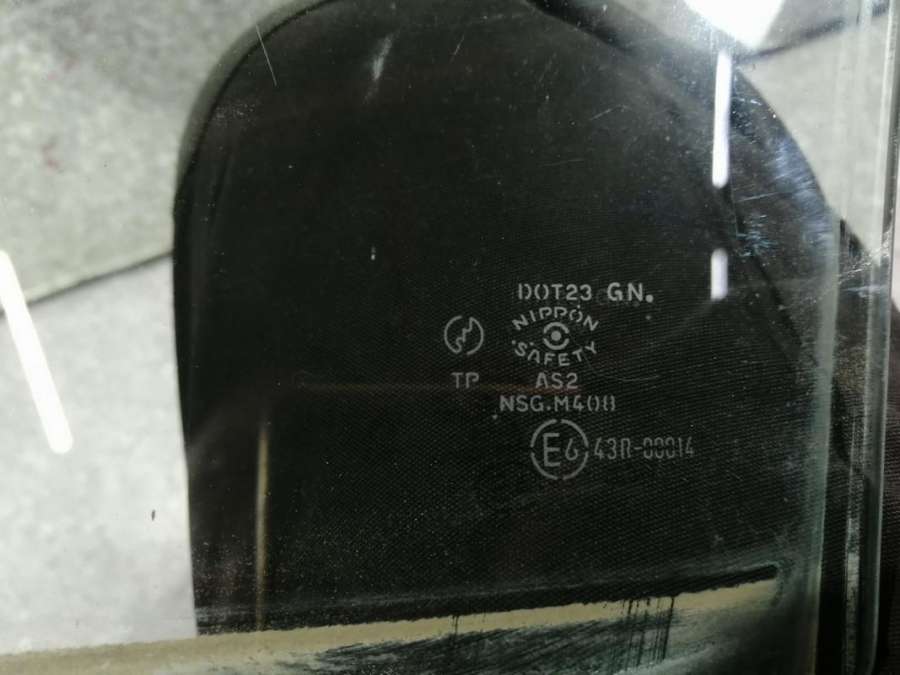 DOT23 GN.
NIPPON
SAFETY
TP AS2
NSG.M408
E6 43R-00014